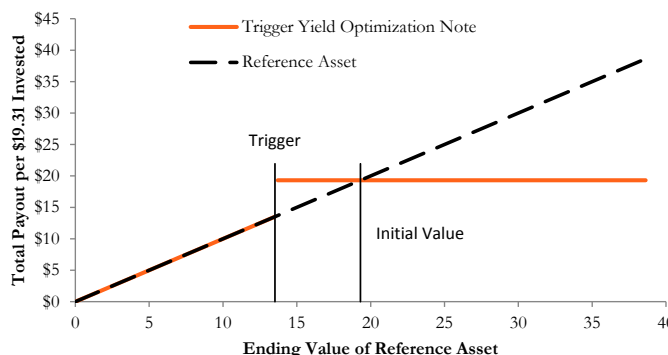 $45
$40
$35
$30
$25
$20
$15
$10
$5
$0
Total Payout per $19.31 Invested
Trigger Yield Optimization Note
Reference Asset
Trigger
Initial Value
0 5 10 15 20 25 30 35 40
Ending Value of Reference Asset